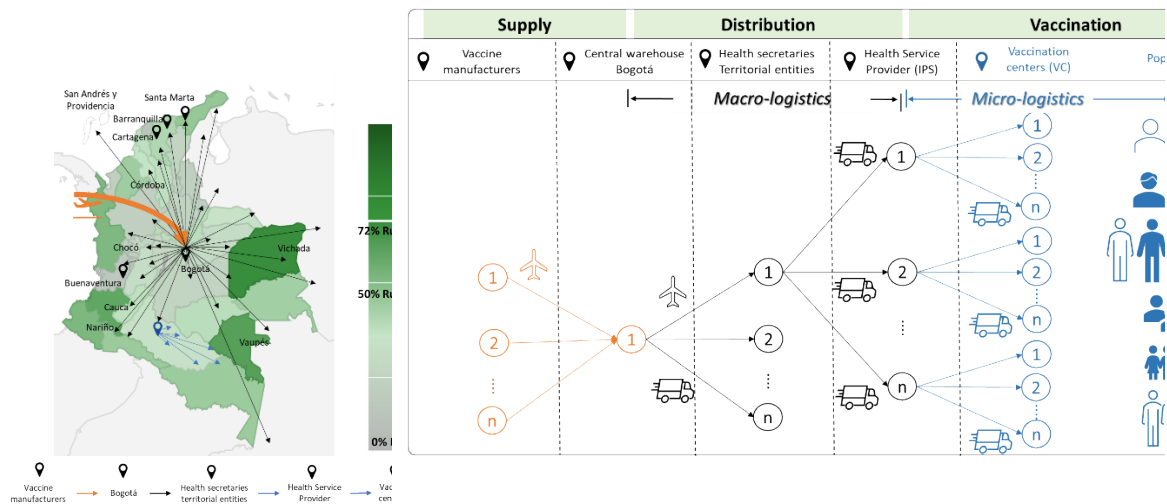 San Andrés y
Providencia
Santa Marta
Barranquilla
Cartagena
Córdoba
Chocó
Bogotá
Vichada
Buenaventura
Cauca
Nariño
Vaupés
72% Ru
50% Ru
0%
Vaccine
manufacturers
Bogotá
Health secretaries
territorial entities
Health Service
Provider
Vacc
cent
Supply
Distribution
Vaccination
Vaccine
manufacturers
Central warehouse
Bogotá
Health secretaries
Territorial entities
Health Service
Provider (IPS)
Vaccination
centers (VC)
Pop
Macro-logistics
Micro-logistics
1
2
n
1
1
2
n
1
2
n
1
2
n
1
2
n
1
2
n